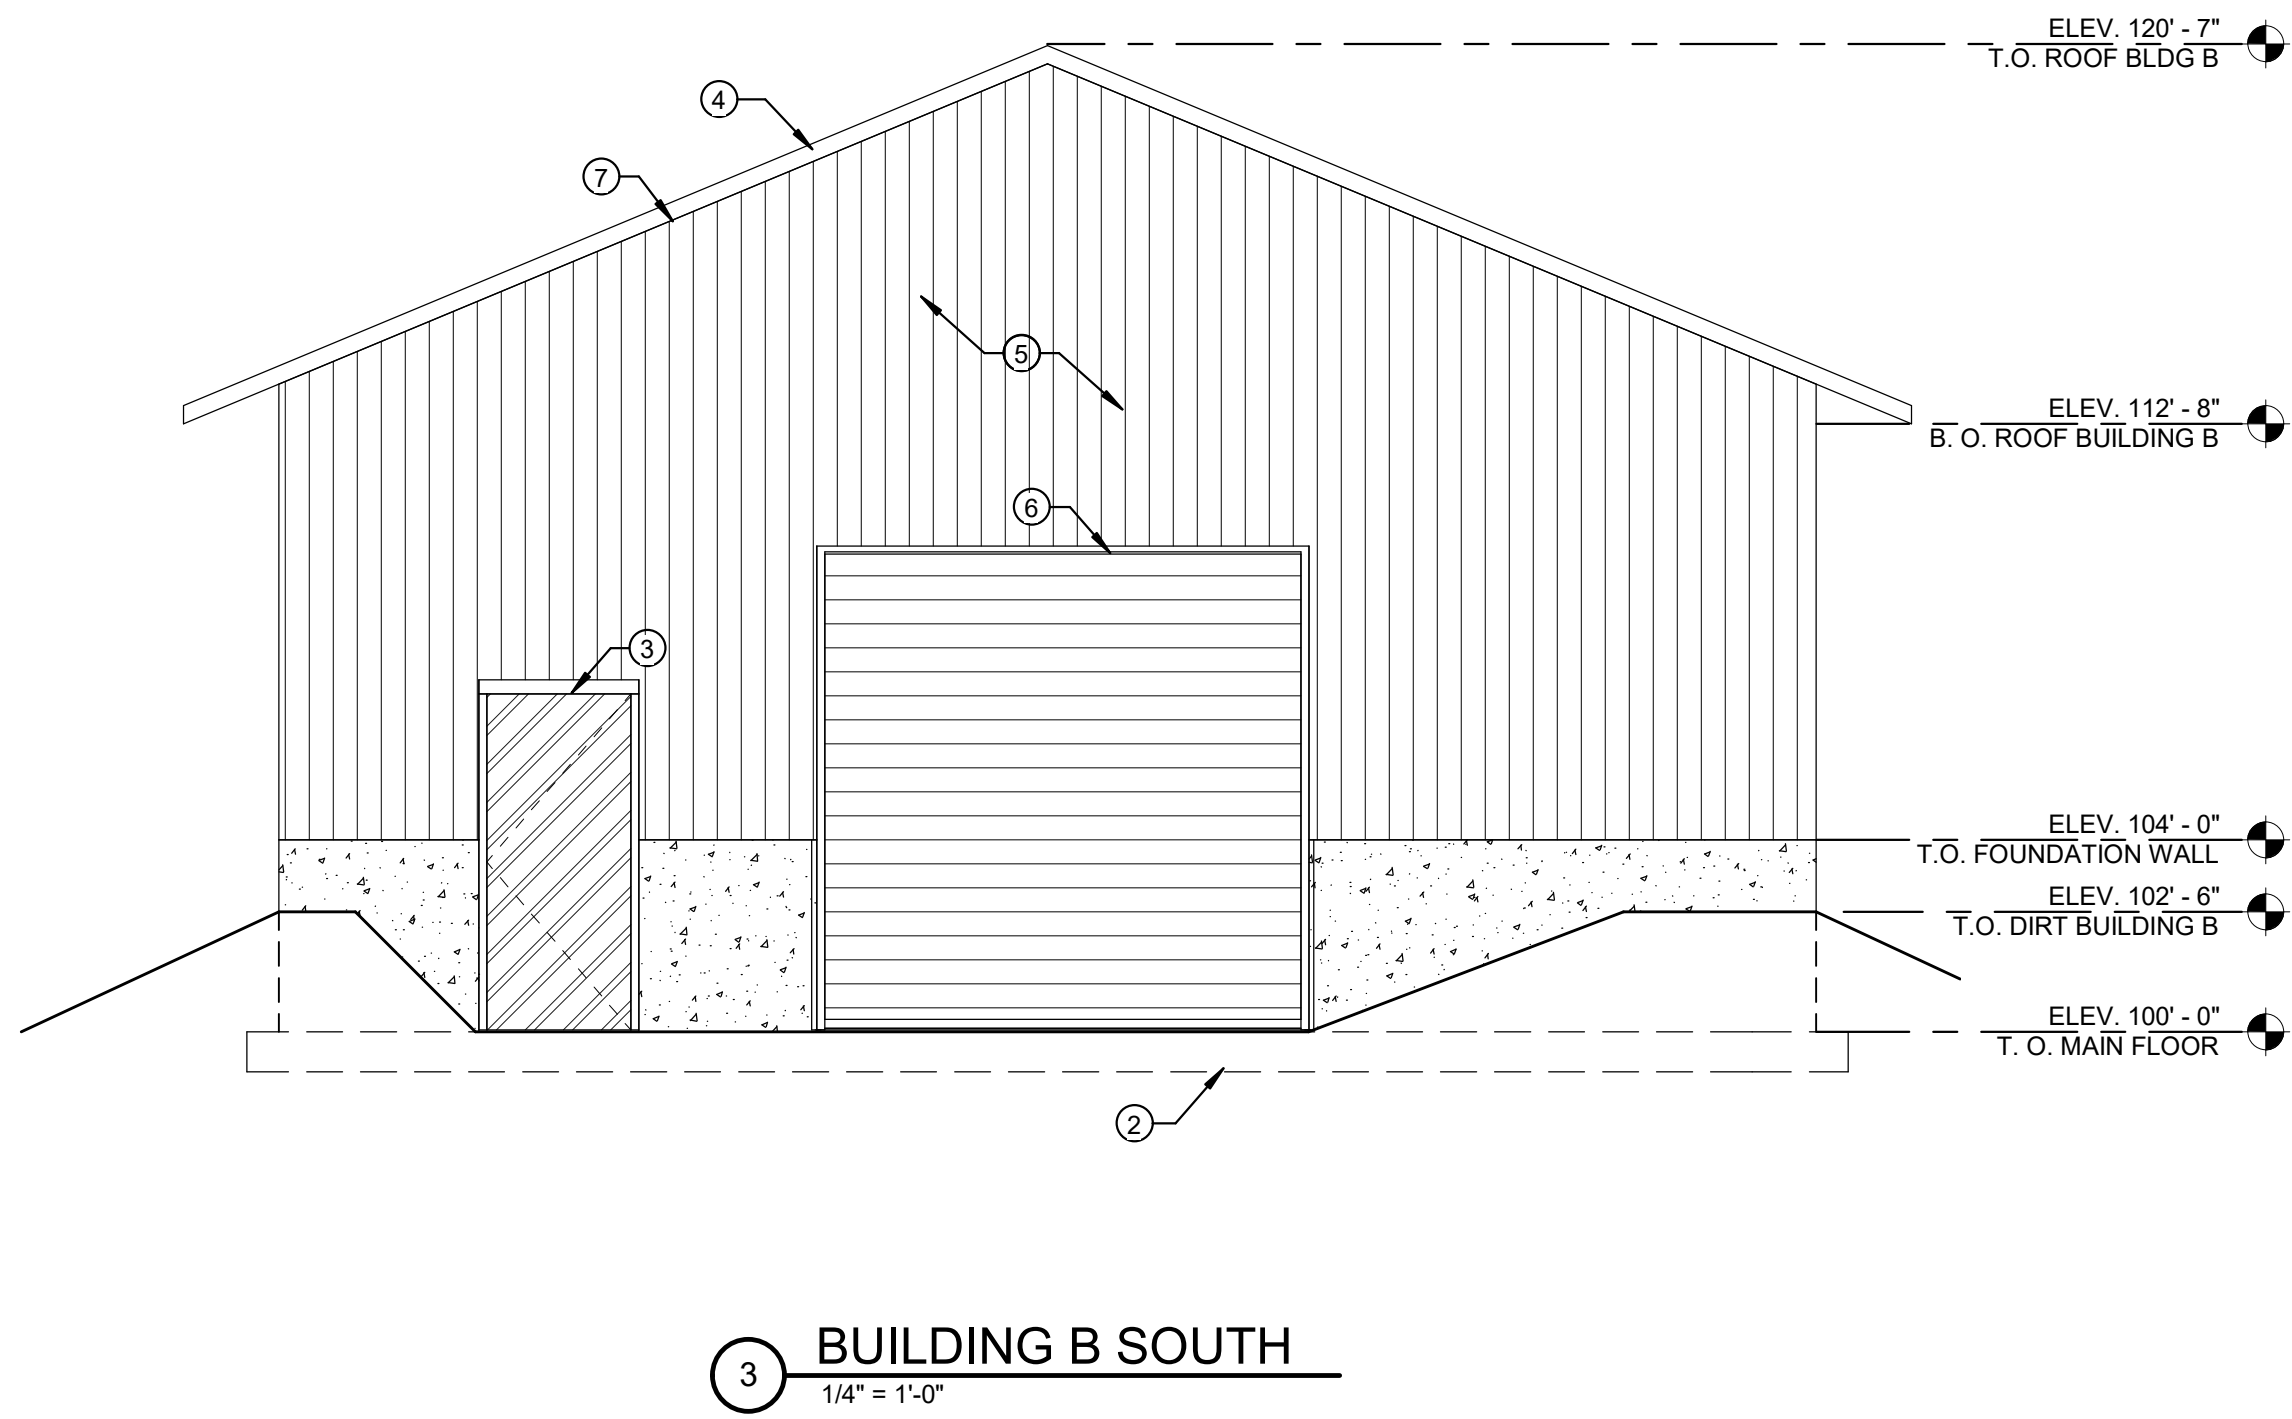 ELEV. 120' - 7"
T.O. ROOF BLDG B
4
7
5
ELEV. 112' - 8"
B. O. ROOF BUILDING B
6
3
ELEV. 104' - 0"
T.O. FOUNDATION WALL
ELEV. 102' - 6"
T.O. DIRT BUILDING B
ELEV. 100' - 0"
T. O. MAIN FLOOR
2
3
BUILDING B SOUTH
1/4" = 1'-0"